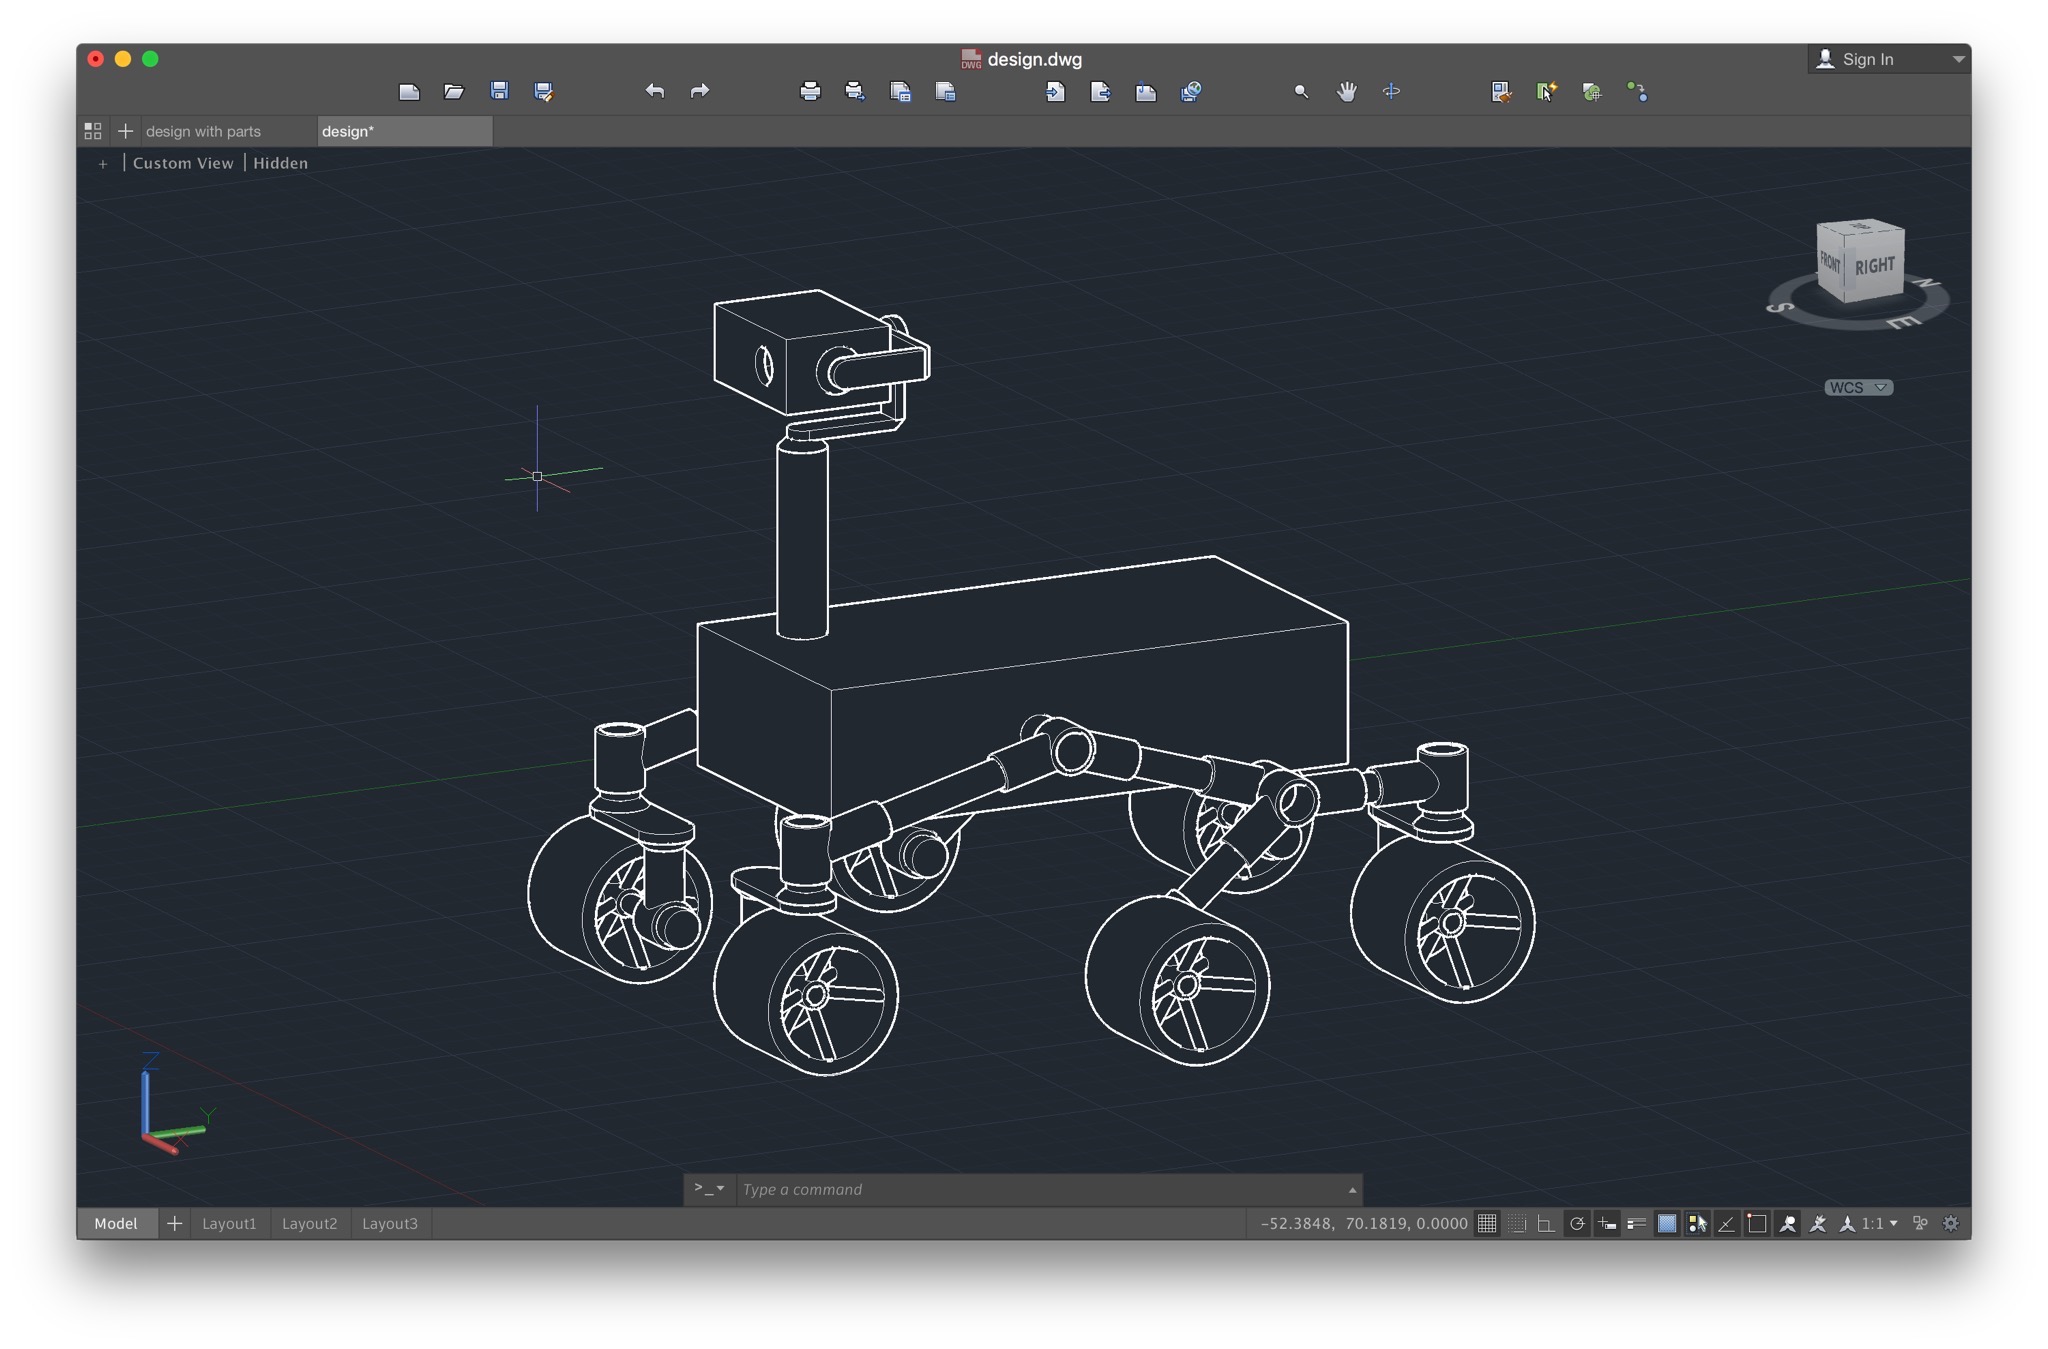 design.dwg
Sign In
design with parts
design*
+ | Custom View | Hidden
TOP
FRONT
RIGHT
S
E
N
WCS
Z
Y
X
>_ Type a command
Model
Layout1
Layout2
Layout3
-52.3848, 70.1819, 0.0000
1:1